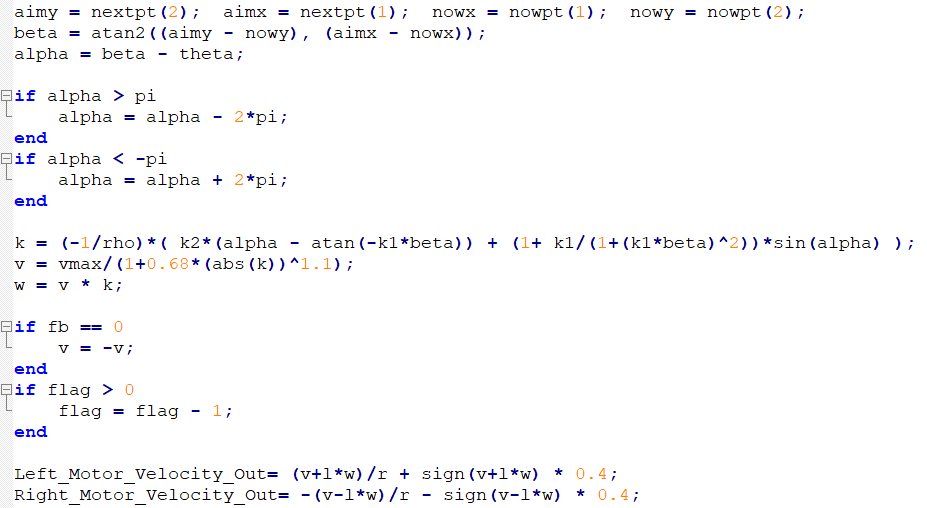 aimy = nextpt(2);  aimx = nextpt(1);  nowx = nowpt(1);  nowy = nowpt(2);
beta = atan2((aimy - nowy), (aimx - nowx));
alpha = beta - theta;
if alpha > pi
    alpha = alpha - 2*pi;
end
if alpha < -pi
    alpha = alpha + 2*pi;
end
k = (-1/rho)*( k2*(alpha - atan(-k1*beta)) + (1+ k1/(1+(k1*beta)^2))*sin(alpha) );
v = vmax/(1+0.68*(abs(k))^1.1);
w = v * k;
if fb == 0
    v = -v;
end
if flag > 0
    flag = flag - 1;
end
Left_Motor_Velocity_Out= (v+l*w)/r + sign(v+l*w) * 0.4;
Right_Motor_Velocity_Out= -(v-l*w)/r - sign(v-l*w) * 0.4;